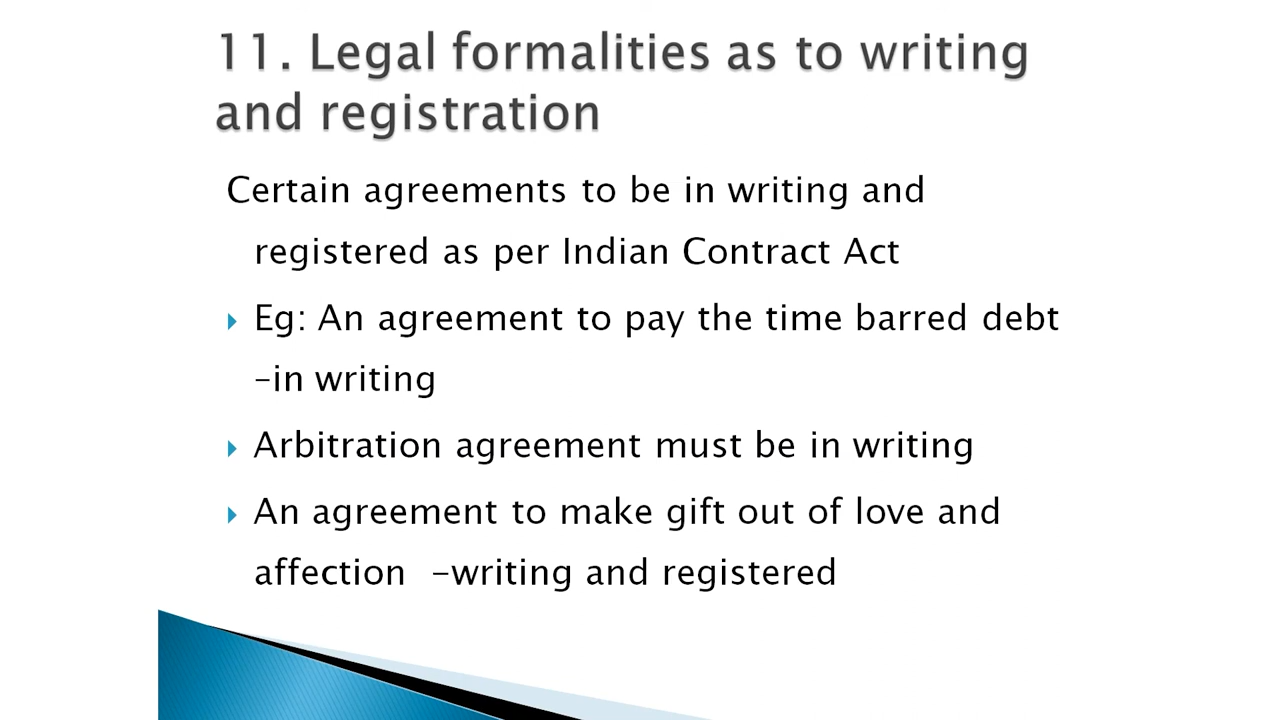 11. Legal formalities as to writing
and registration
Certain agreements to be in writing and
registered as per Indian Contract Act
Eg: An agreement to pay the time barred debt
–in writing
Arbitration agreement must be in writing
An agreement to make gift out of love and
affection –writing and registered